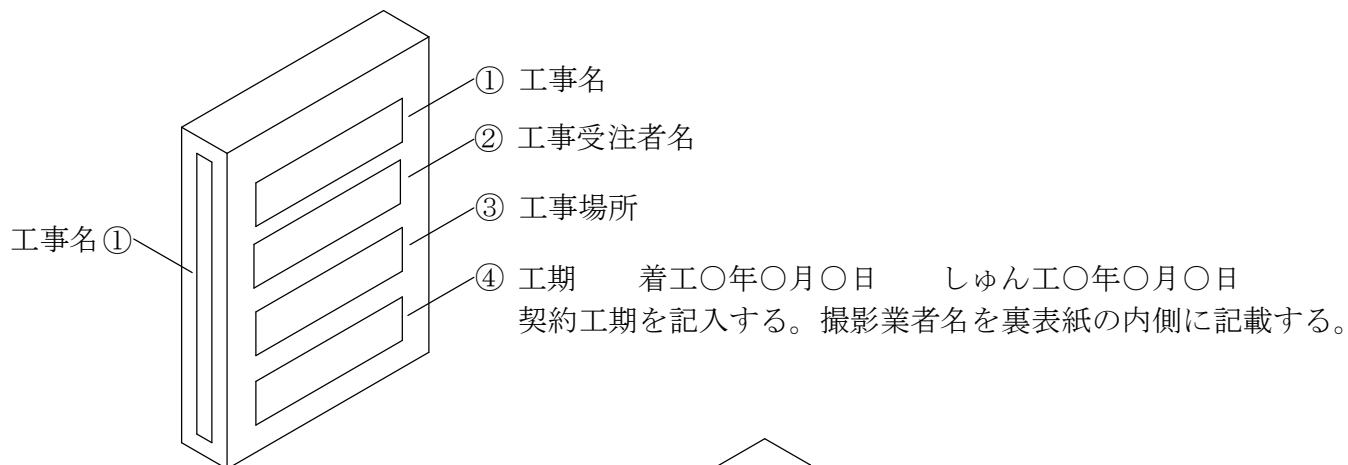 ① 工事名
② 工事受注者名
③ 工事場所
工事名①
④ 工期　　着工○年○月○日　　しゅん工○年○月○日
契約工期を記入する。撮影業者名を裏表紙の内側に記載する。